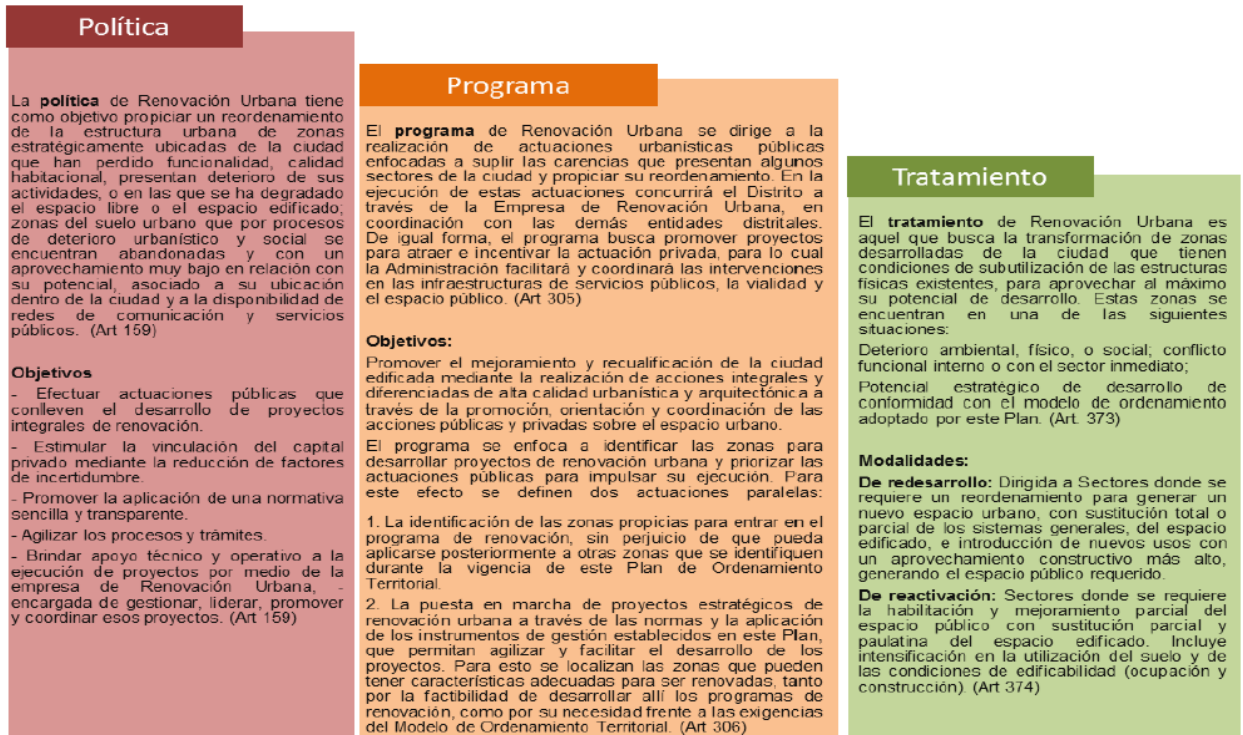 Política
La política de Renovación Urbana tiene
como objetivo propiciar un reordenamiento
de la estructura urbana de zonas
estratégicamente ubicadas de la ciudad
que han perdido funcionalidad, calidad
habitacional, presentan deterioro de sus
actividades, o en las que se ha degradado
el espacio libre o el espacio edificado;
zonas del suelo urbano que por procesos
de deterioro urbanístico y social se
encuentran abandonadas y con un
aprovechamiento muy bajo en relación con
su potencial, asociado a su ubicación
dentro de la ciudad y a la disponibilidad de
redes de comunicación y servicios
públicos. (Art 159)
Objetivos
- Efectuar actuaciones públicas que
conlleven el desarrollo de proyectos
integrales de renovación.
- Estimular la vinculación del capital
privado mediante la reducción de factores
de incertidumbre.
- Promover la aplicación de una normativa
sencilla y transparente.
- Agilizar los procesos y trámites.
- Brindar apoyo técnico y operativo a la
ejecución de proyectos por medio de la
empresa de Renovación Urbana, -
encargada de gestionar, liderar, promover
y coordinar esos proyectos. (Art 159)
Programa
El programa de Renovación Urbana se dirige a la
realización de actuaciones urbanísticas públicas
enfocadas a suplir las carencias que presentan algunos
sectores de la ciudad y propiciar su reordenamiento. En la
ejecución de estas actuaciones concurrirá el Distrito a
través de la Empresa de Renovación Urbana, en
coordinación con las demás entidades distritales.
De igual forma, el programa busca promover proyectos
para atraer e incentivar la actuación privada, para lo cual
la Administración facilitará y coordinará las intervenciones
en las infraestructuras de servicios públicos, la vialidad y
el espacio público. (Art 305)
Objetivos:
Promover el mejoramiento y recualificación de la ciudad
edificada mediante la realización de acciones integrales y
diferenciadas de alta calidad urbanística y arquitectónica a
través de la promoción, orientación y coordinación de las
acciones públicas y privadas sobre el espacio urbano.
El programa se enfoca a identificar las zonas para
desarrollar proyectos de renovación urbana y priorizar las
actuaciones públicas para impulsar su ejecución. Para
este efecto se definen dos actuaciones paralelas:
1. La identificación de las zonas propicias para entrar en el
programa de renovación, sin perjuicio de que pueda
aplicarse posteriormente a otras zonas que se identifiquen
durante la vigencia de este Plan de Ordenamiento
Territorial.
2. La puesta en marcha de proyectos estratégicos de
renovación urbana a través de las normas y la aplicación
de los instrumentos de gestión establecidos en este Plan,
que permitan agilizar y facilitar el desarrollo de los
proyectos. Para esto se localizan las zonas que pueden
tener características adecuadas para ser renovadas, tanto
por la factibilidad de desarrollar allí los programas de
renovación, como por su necesidad frente a las exigencias
del Modelo de Ordenamiento Territorial. (Art 306)
Tratamiento
El tratamiento de Renovación Urbana es
aquel que busca la transformación de zonas
desarrolladas de la ciudad que tienen
condiciones de subutilización de las estructuras
físicas existentes, para aprovechar al máximo
su potencial de desarrollo. Estas zonas se
encuentran en una de las siguientes
situaciones:
Deterioro ambiental, físico, o social; conflicto
funcional interno o con el sector inmediato;
Potencial estratégico de desarrollo de
conformidad con el modelo de ordenamiento
adoptado por este Plan. (Art. 373)
Modalidades:
De redesarrollo: Dirigida a Sectores donde se
requiere un reordenamiento para generar un
nuevo espacio urbano, con sustitución total o
parcial de los sistemas generales, del espacio
edificado, e introducción de nuevos usos con
un aprovechamiento constructivo más alto,
generando el espacio público requerido.
De reactivación: Sectores donde se requiere
la habilitación y mejoramiento parcial del
espacio público con sustitución parcial y
paulatina del espacio edificado. Incluye
intensificación en la utilización del suelo y de
las condiciones de edificabilidad (ocupación y
construcción). (Art 374)